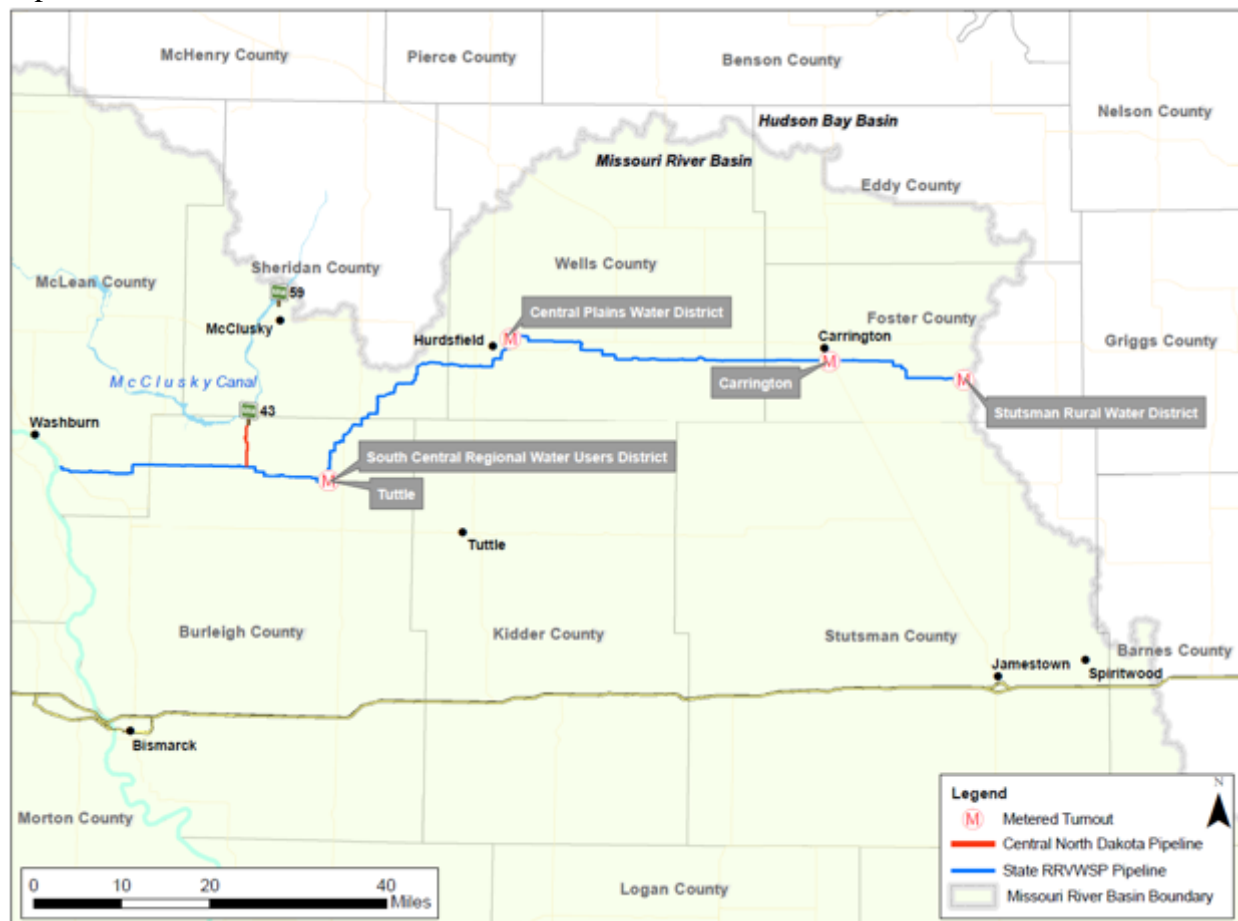 McHenry County
Pierce County
Benson County
Nelson County
Hudson Bay Basin
Missouri River Basin
Eddy County
Sheridan County
Wells County
McLean County
59
McClusky
Central Plains Water District
M
Hurdsfield
Foster County
Carrington
Griggs County
M
Carrington
M
McClusky Canal
43
Stutsman Rural Water District
Washburn
South Central Regional Water Users District
M
Tuttle
Tuttle
Burleigh County
Kidder County
Stutsman County
Barnes County
Jamestown
Spiritwood
Bismarck
Morton County
Logan County
0 10 20 40
Miles
N
Legend
M Metered Turnout
Central North Dakota Pipeline
State RRVWSP Pipeline
Missouri River Basin Boundary